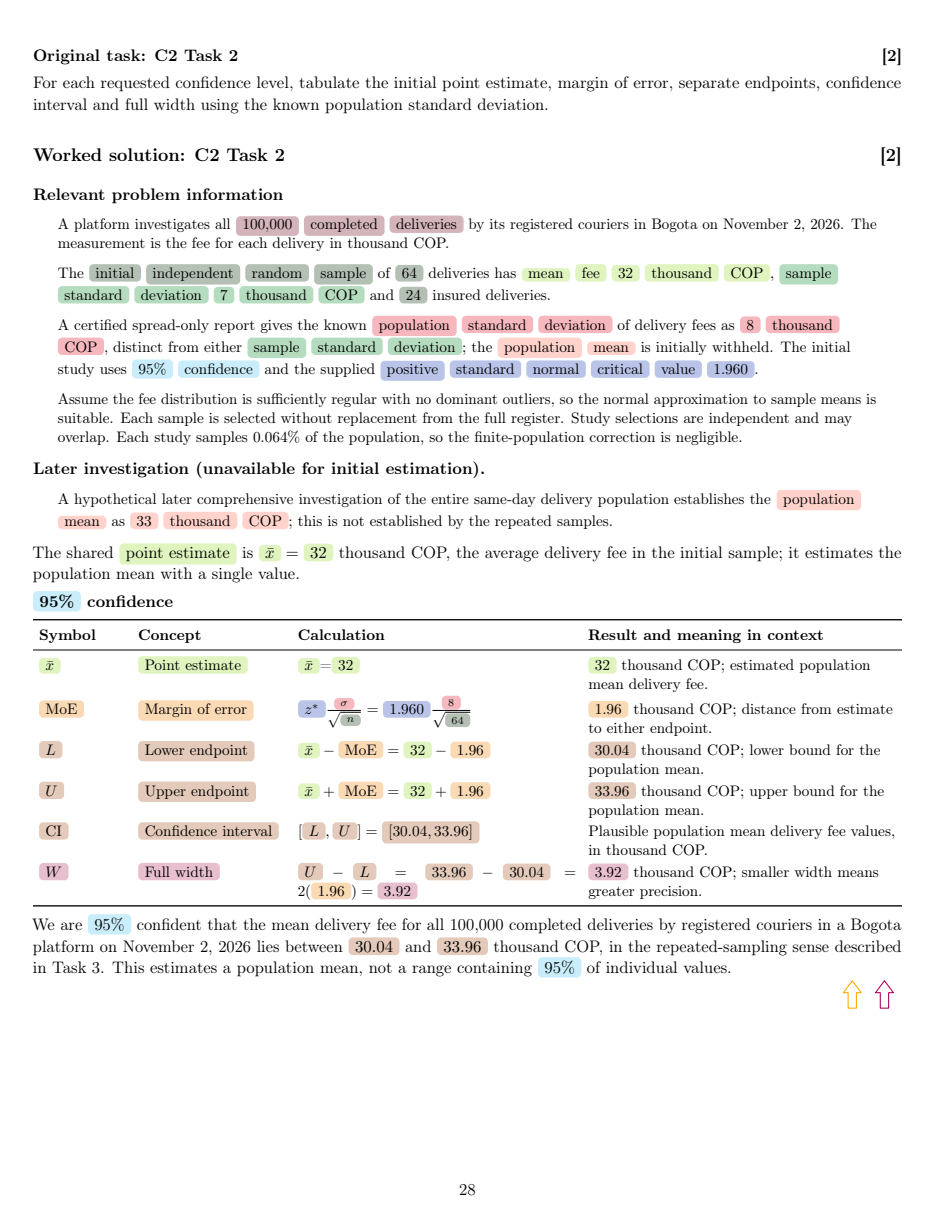 Original task: C2 Task 2 [2]
For each requested confidence level, tabulate the initial point estimate, margin of error, separate endpoints, confidence
interval and full width using the known population standard deviation.
Worked solution: C2 Task 2 [2]
Relevant problem information
A platform investigates all 100,000 completed deliveries by its registered couriers in Bogota on November 2, 2026. The
measurement is the fee for each delivery in thousand COP.
The initial independent random sample of 64 deliveries has mean fee 32 thousand COP, sample
standard deviation 7 thousand COP and 24 insured deliveries.
A certified spread-only report gives the known population standard deviation of delivery fees as 8 thousand
COP, distinct from either sample standard deviation; the population mean is initially withheld. The initial
study uses 95% confidence and the supplied positive standard normal critical value 1.960.
Assume the fee distribution is sufficiently regular with no dominant outliers, so the normal approximation to sample means is
suitable. Each sample is selected without replacement from the full register. Study selections are independent and may
overlap. Each study samples 0.064% of the population, so the finite-population correction is negligible.
Later investigation (unavailable for initial estimation).
A hypothetical later comprehensive investigation of the entire same-day delivery population establishes the population
mean as 33 thousand COP; this is not established by the repeated samples.
The shared point estimate is x̄ = 32 thousand COP, the average delivery fee in the initial sample; it estimates the
population mean with a single value.
95% confidence
Symbol Concept Calculation Result and meaning in context
x̄ Point estimate x̄ = 32 32 thousand COP; estimated population
mean delivery fee.
MoE Margin of error z* σ/√n = 1.960 8/√64 1.96 thousand COP; distance from estimate
to either endpoint.
L Lower endpoint x̄ − MoE = 32 − 1.96 30.04 thousand COP; lower bound for the
population mean.
U Upper endpoint x̄ + MoE = 32 + 1.96 33.96 thousand COP; upper bound for the
population mean.
CI Confidence interval [L, U] = [30.04, 33.96] Plausible population mean delivery fee values,
in thousand COP.
W Full width U − L = 33.96 − 30.04 = 3.92 thousand COP; smaller width means
2(1.96) = 3.92 greater precision.
We are 95% confident that the mean delivery fee for all 100,000 completed deliveries by registered couriers in a Bogota
platform on November 2, 2026 lies between 30.04 and 33.96 thousand COP, in the repeated-sampling sense described
in Task 3. This estimates a population mean, not a range containing 95% of individual values.
28